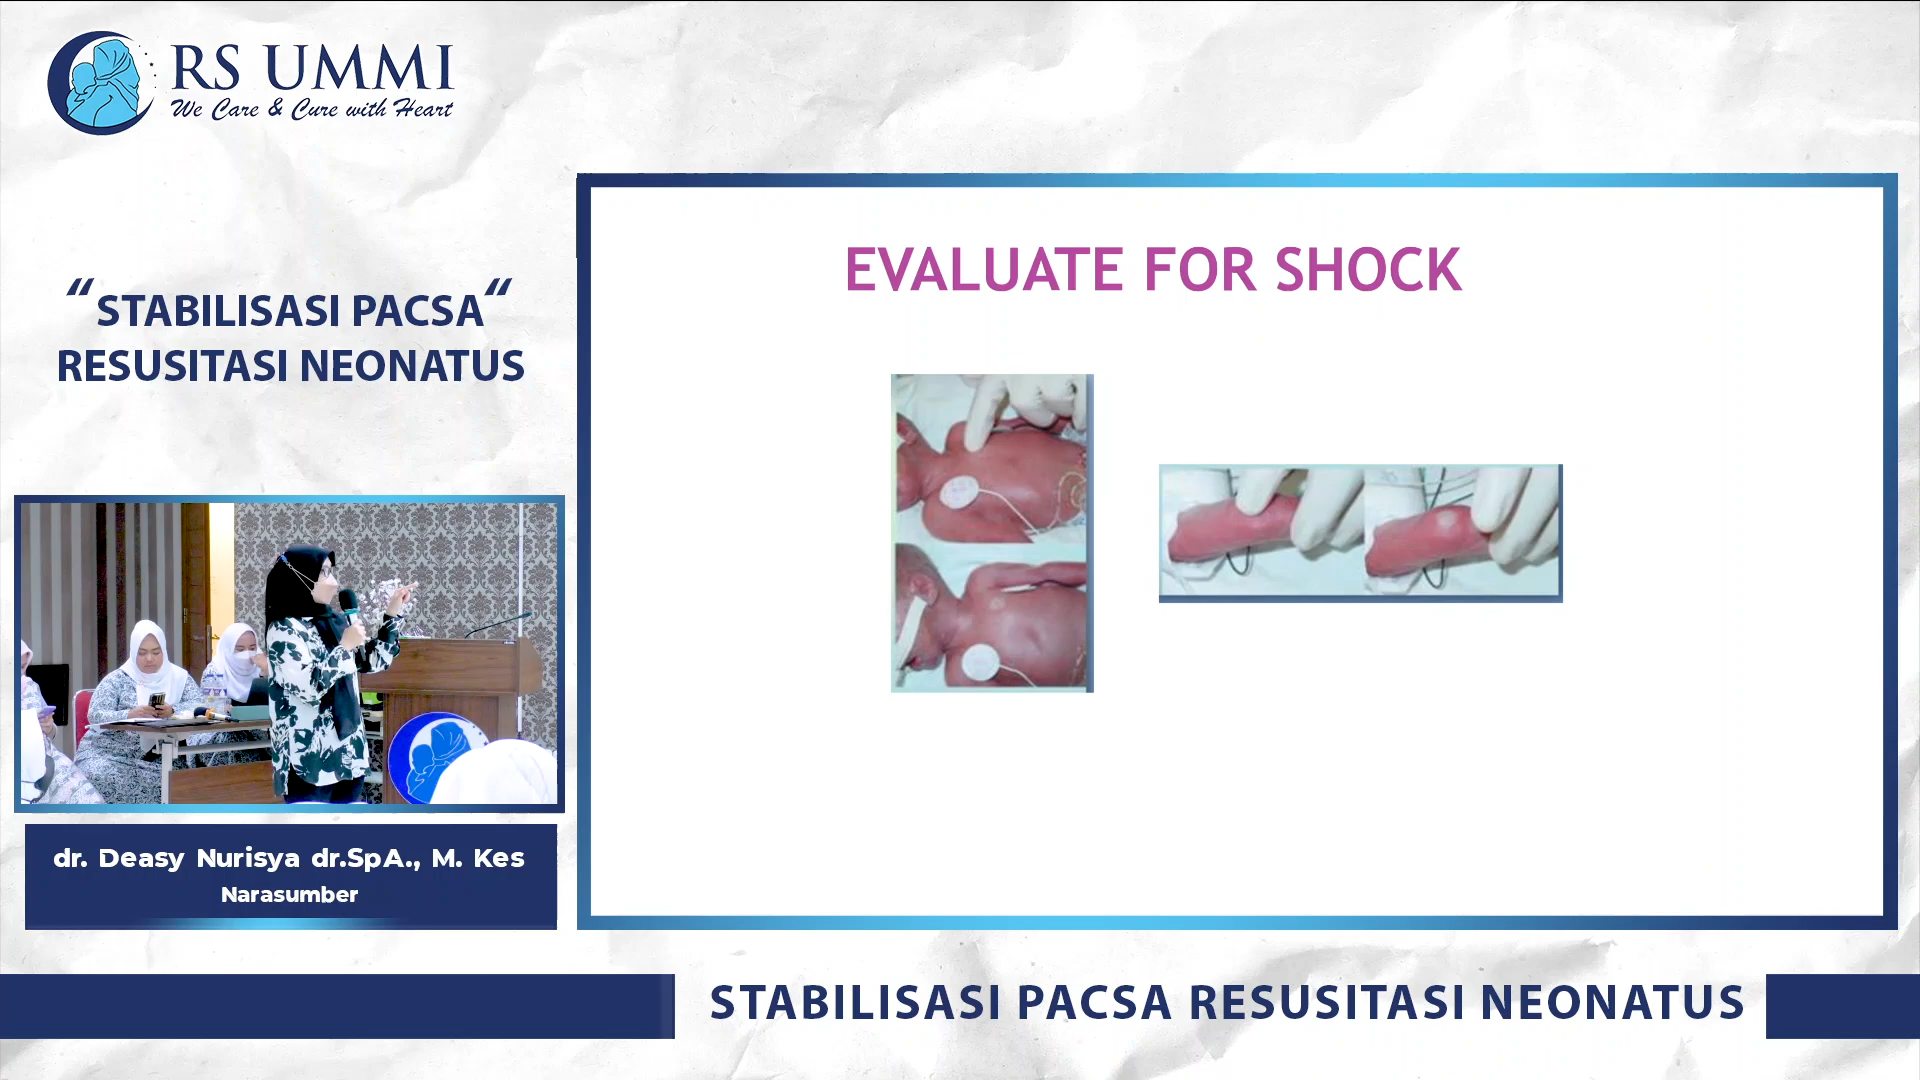 RS UMMI
We Care & Cure with Heart
“STABILISASI PACSA“
RESUSITASI NEONATUS
EVALUATE FOR SHOCK
dr. Deasy Nurisya dr.SpA., M. Kes
Narasumber
STABILISASI PACSA RESUSITASI NEONATUS